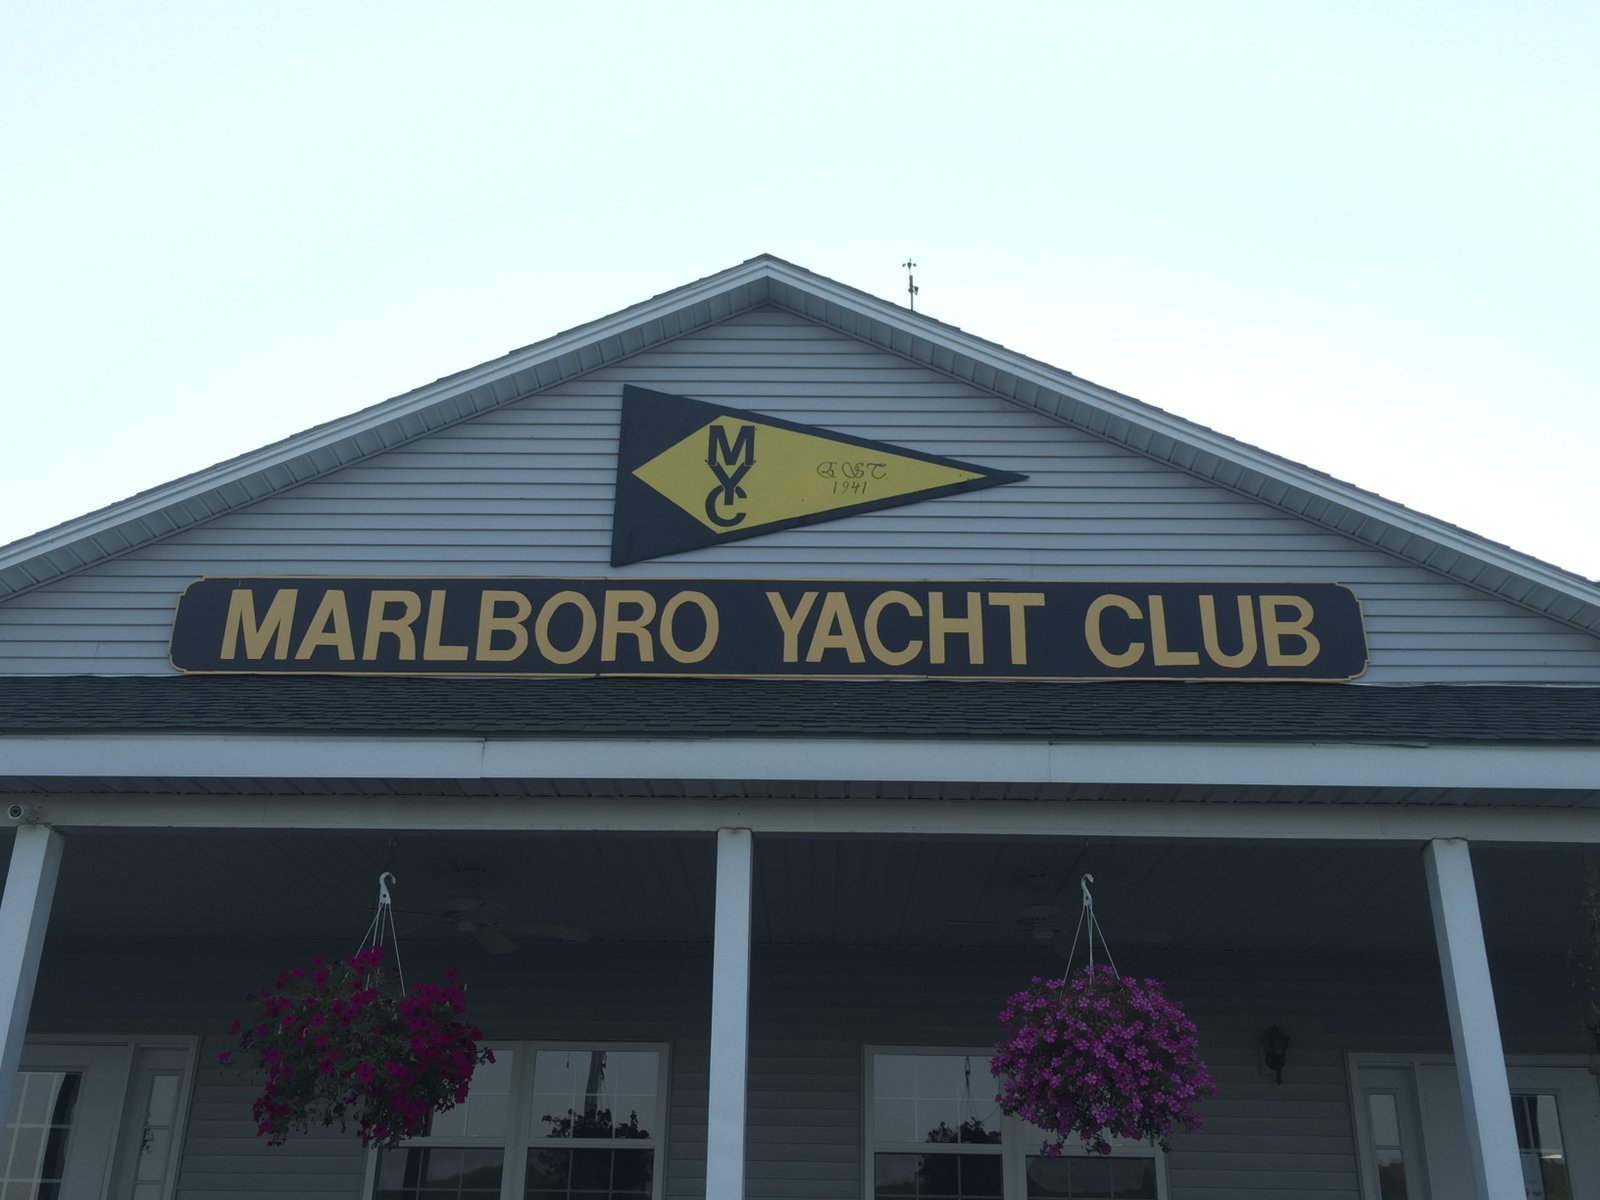 M
Y
C
EST.
1941
MARLBORO YACHT CLUB